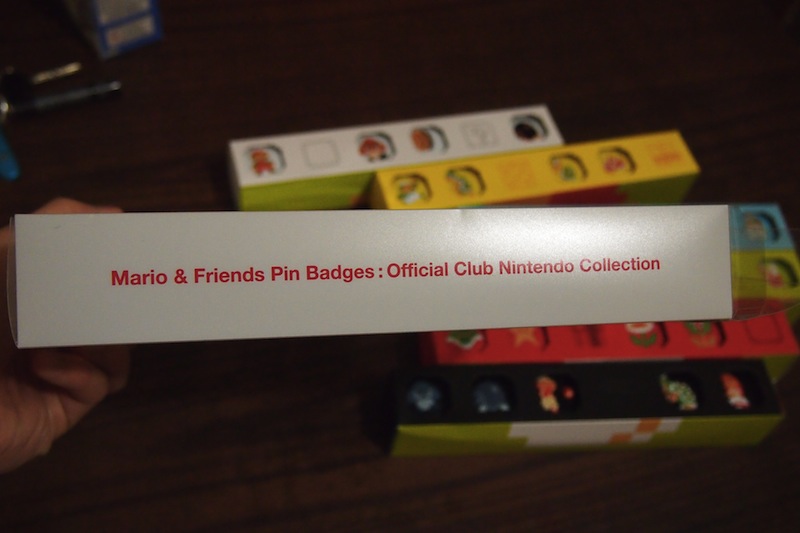 Mario & Friends Pin Badges : Official Club Nintendo Collection